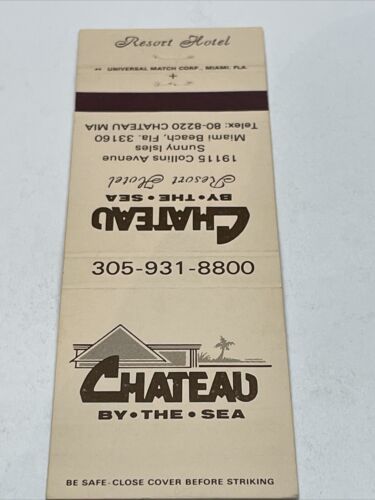 Resort Hotel
UNIVERSAL MATCH CORP., MIAMI, FLA.
CHATEAU
BY•THE•SEA
Resort Hotel
19115 Collins Avenue
Sunny Isles
Miami Beach, Fla. 33160
Telex: 80-8220 CHATEAU MIA
305-931-8800
CHATEAU
BY•THE•SEA
BE SAFE-CLOSE COVER BEFORE STRIKING